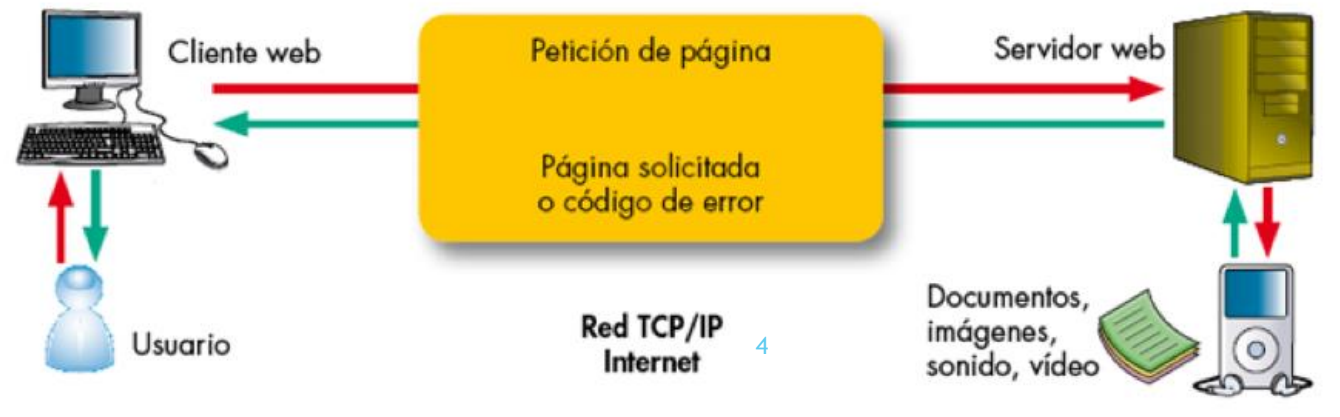 Cliente web
Petición de página
Servidor web
Página solicitada
o código de error
Usuario
Red TCP/IP
Internet
4
Documentos,
imágenes,
sonido, vídeo